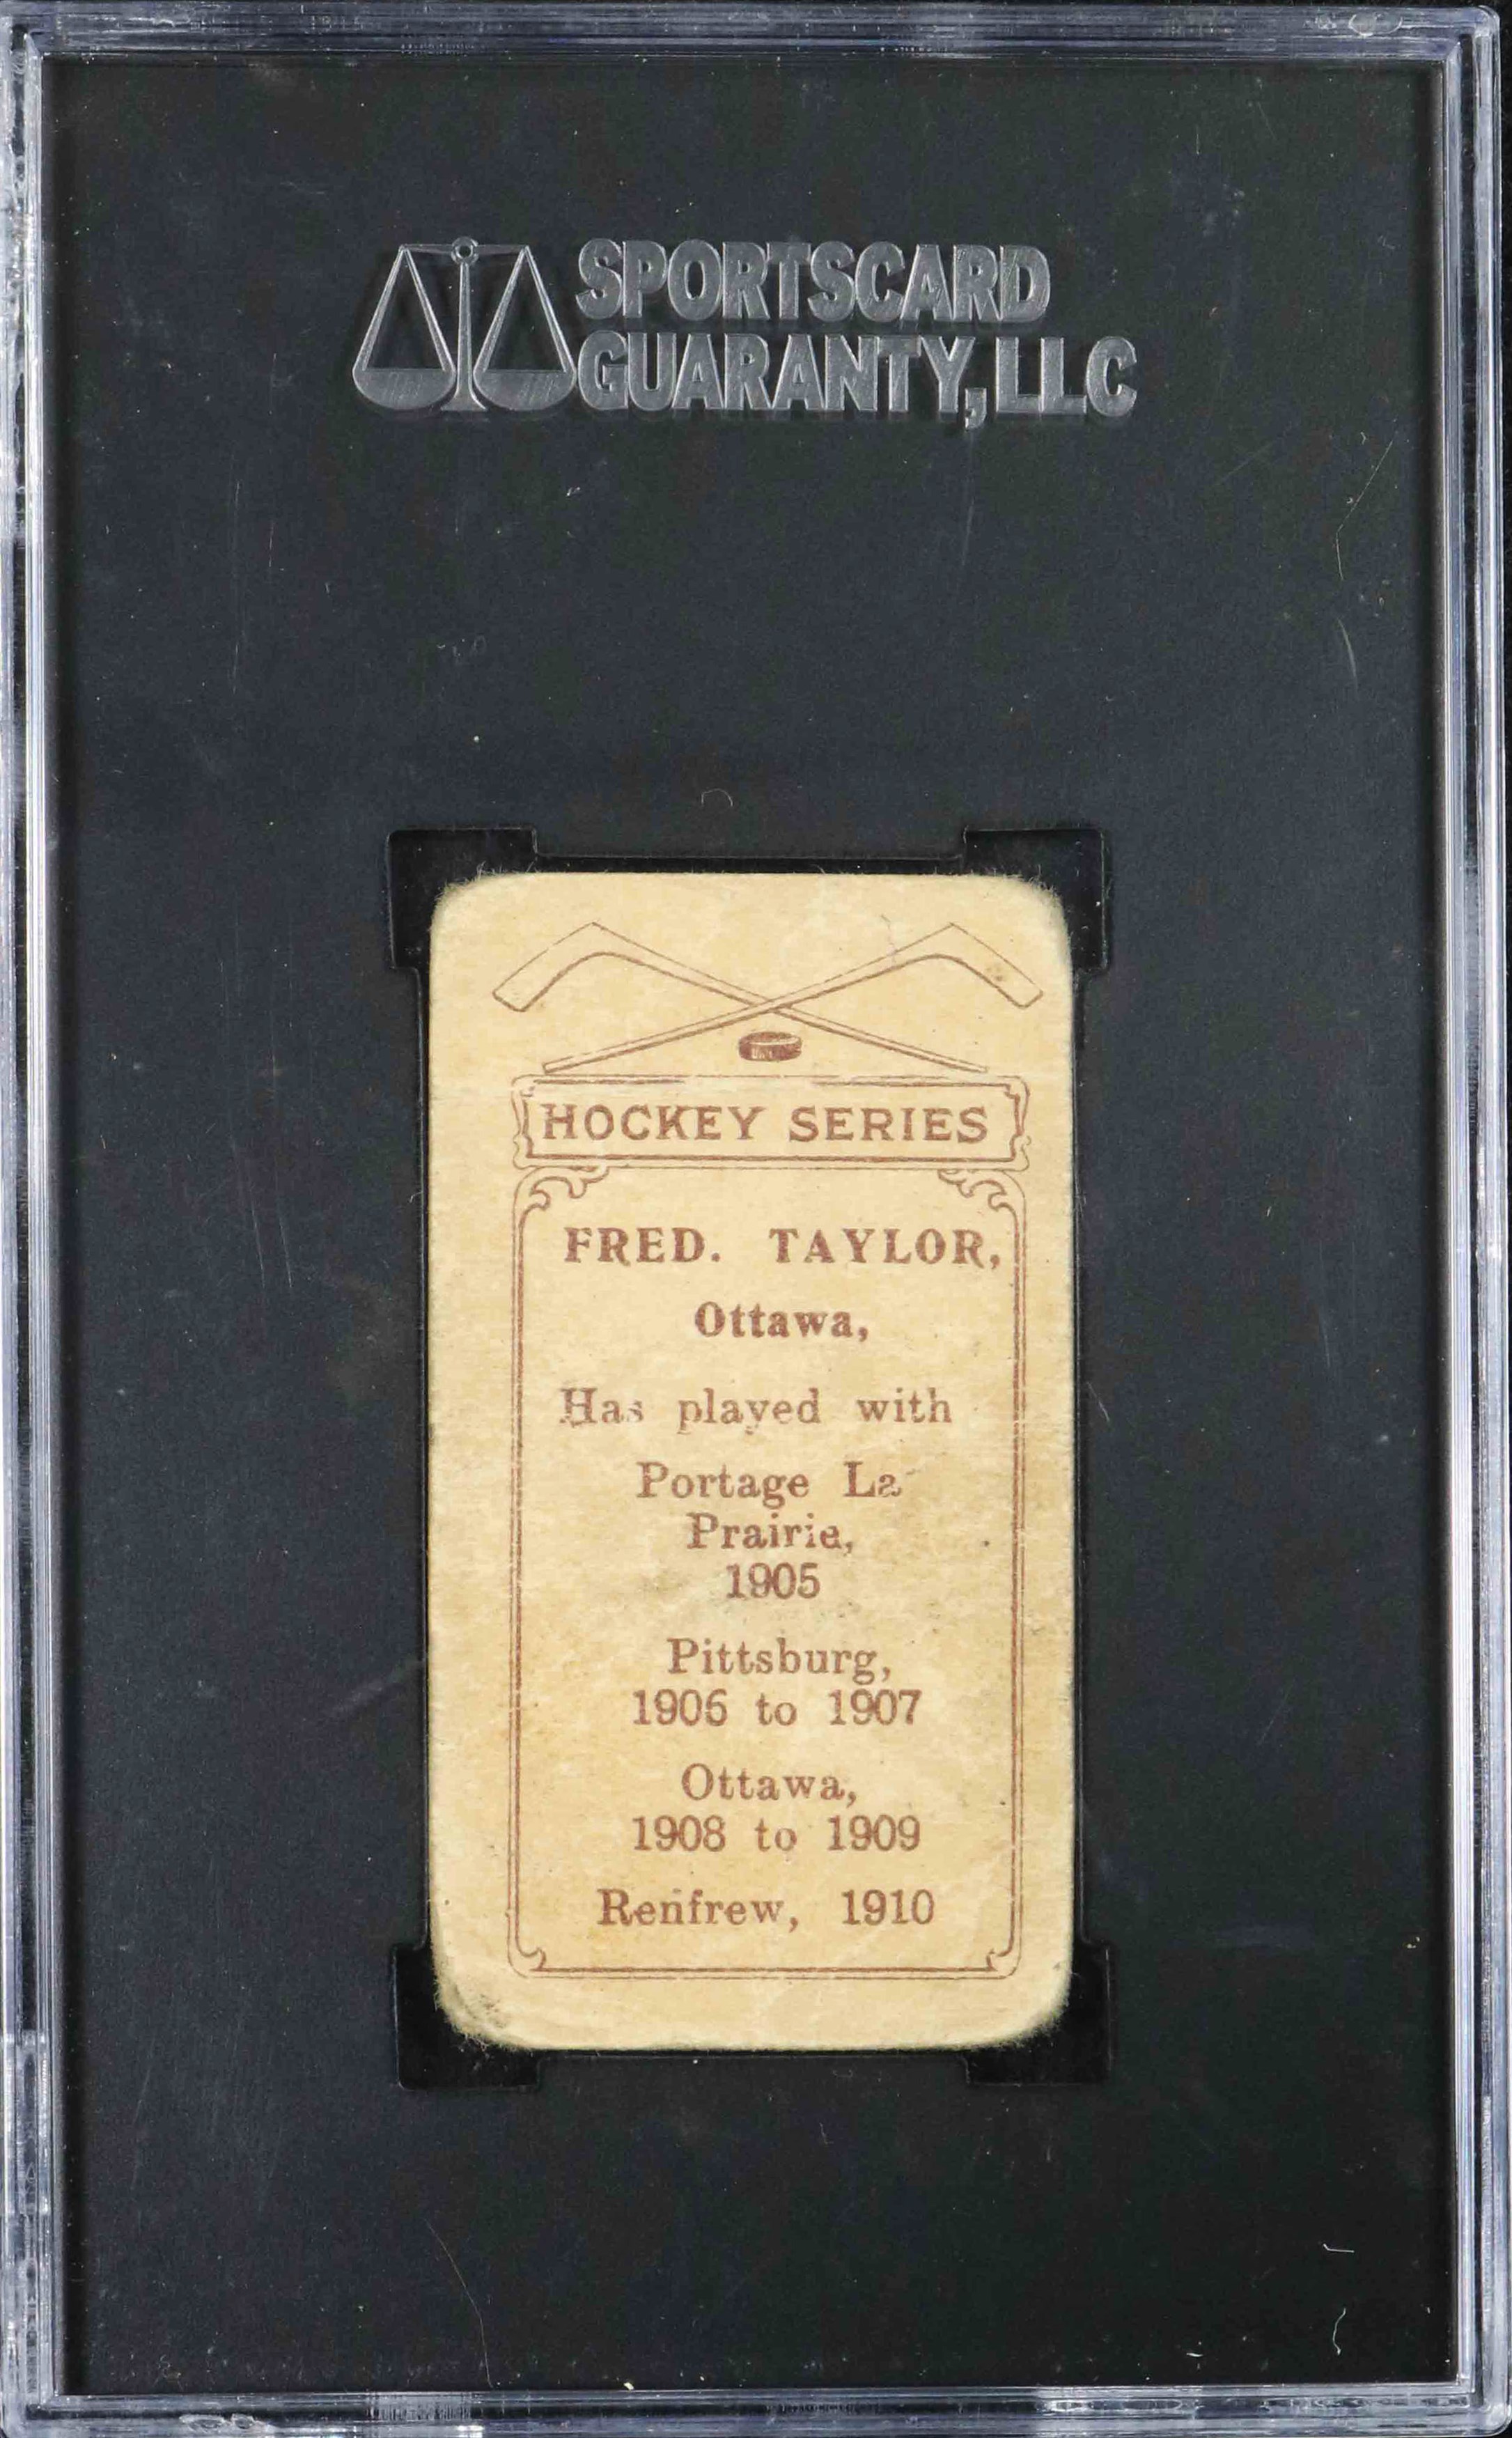 SPORTSCARD
GUARANTY, LLC
HOCKEY SERIES
FRED. TAYLOR,
Ottawa,
Has played with
Portage La
Prairie,
1905
Pittsburg,
1906 to 1907
Ottawa,
1908 to 1909
Renfrew, 1910